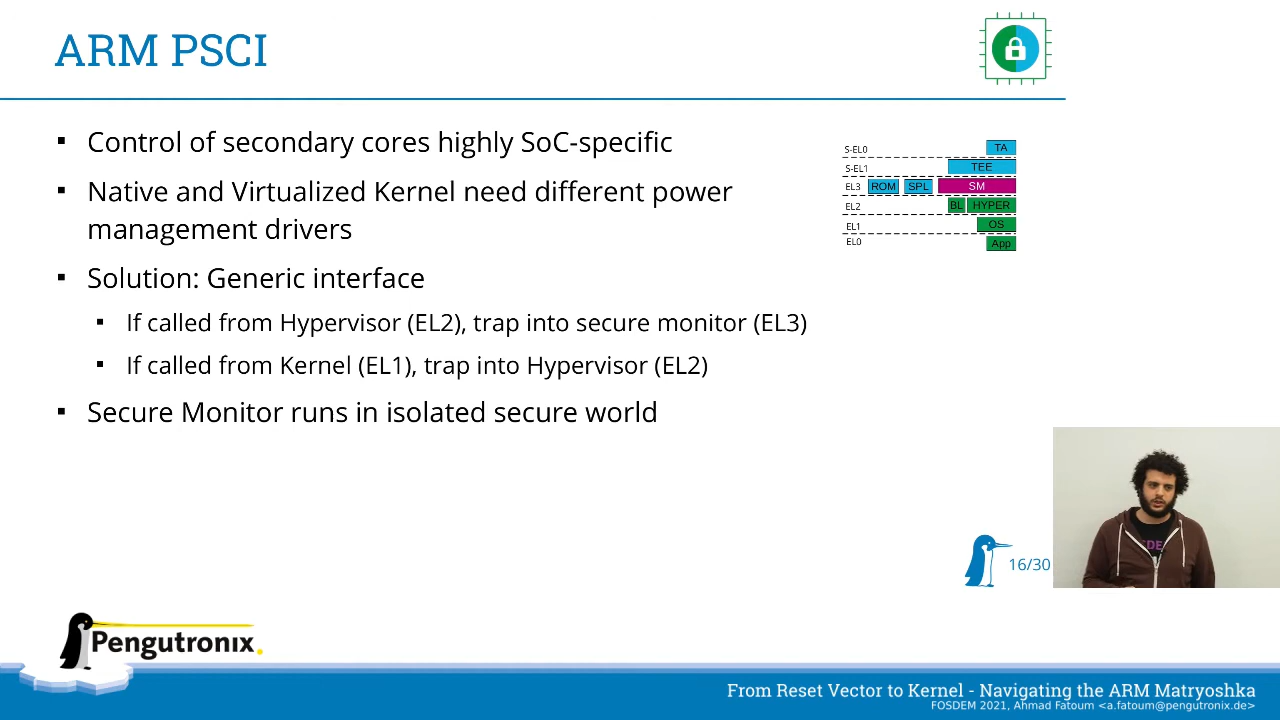 ARM PSCI
Control of secondary cores highly SoC-specific
Native and Virtualized Kernel need different power
management drivers
Solution: Generic interface
If called from Hypervisor (EL2), trap into secure monitor (EL3)
If called from Kernel (EL1), trap into Hypervisor (EL2)
Secure Monitor runs in isolated secure world
S-EL0 TA
S-EL1 TEE
EL3 ROM SPL SM
EL2 BL HYPER
EL1 OS
EL0 App
16/30
Pengutronix
From Reset Vector to Kernel - Navigating the ARM Matryoshka
FOSDEM 2021, Ahmad Fatoum <a.fatoum@pengutronix.de>